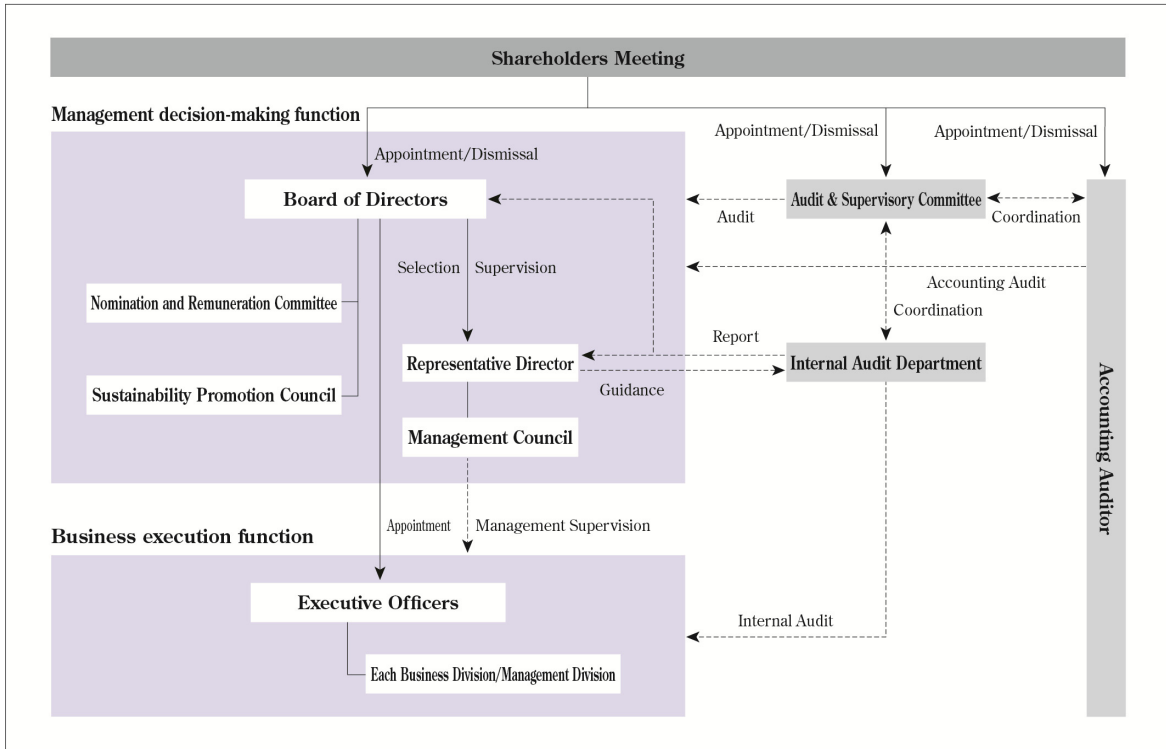 Shareholders Meeting
Management decision-making function
Appointment/Dismissal
Appointment/Dismissal
Appointment/Dismissal
Board of Directors
Audit & Supervisory Committee
Audit
Coordination
Selection
Supervision
Accounting Audit
Nomination and Remuneration Committee
Coordination
Report
Representative Director
Internal Audit Department
Guidance
Sustainability Promotion Council
Management Council
Accounting Auditor
Appointment
Management Supervision
Business execution function
Executive Officers
Internal Audit
Each Business Division/Management Division